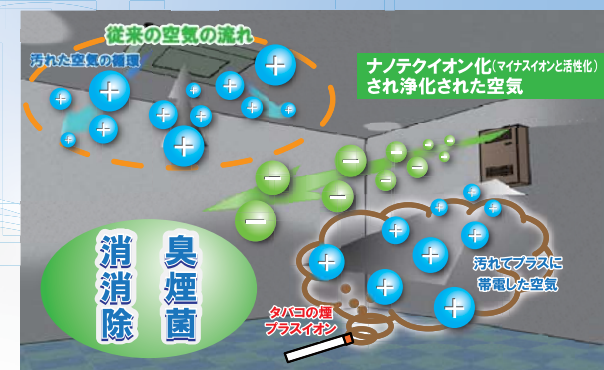 従来の空気の流れ
汚れた空気の循環
ナノテクイオン化(マイナスイオンと活性化)
され浄化された空気
臭煙菌
消消除
汚れてプラスに
帯電した空気
タバコの煙
プラスイオン